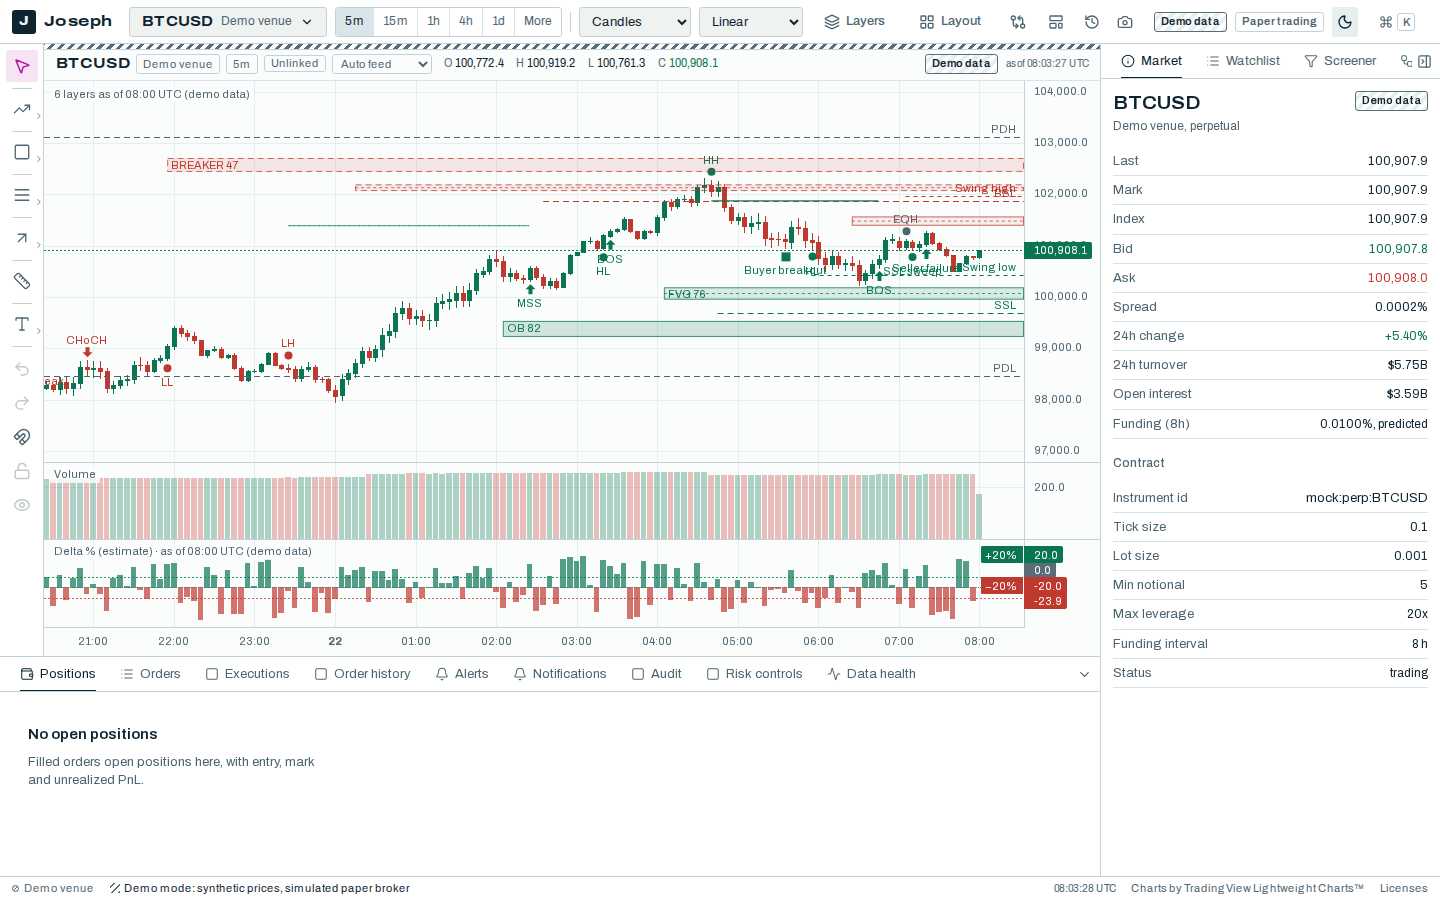 J Joseph BTCUSD Demo venue 5m 15m 1h 4h 1d More Candles Linear Layers Layout Demo data Paper trading ⌘ K
BTCUSD Demo venue 5m Unlinked Auto feed O 100,772.4 H 100,919.2 L 100,761.3 C 100,908.1 Demo data as of 08:03:27 UTC
6 layers as of 08:00 UTC (demo data)
104,000.0
PDH
103,000.0
BREAKER 47
HH
102,000.0
Swing high
BSL
EQH
100,908.1
BOS
HL
Buyer breakout
Swing low
BOS
FVG 76
100,000.0
MSS
SSL
OB 82
CHoCH
LH
99,000.0
PDL
LL
98,000.0
97,000.0
Volume
200.0
Delta % (estimate) · as of 08:00 UTC (demo data)
+20% 20.0
0.0
−20% -20.0
-23.9
21:00 22:00 23:00 22 01:00 02:00 03:00 04:00 05:00 06:00 07:00 08:00
Market Watchlist Screener
BTCUSD Demo data
Demo venue, perpetual
Last 100,907.9
Mark 100,907.9
Index 100,907.9
Bid 100,907.8
Ask 100,908.0
Spread 0.0002%
24h change +5.40%
24h turnover $5.75B
Open interest $3.59B
Funding (8h) 0.0100%, predicted
Contract
Instrument id mock:perp:BTCUSD
Tick size 0.1
Lot size 0.001
Min notional 5
Max leverage 20x
Funding interval 8 h
Status trading
Positions Orders Executions Order history Alerts Notifications Audit Risk controls Data health
No open positions
Filled orders open positions here, with entry, mark
and unrealized PnL.
Demo venue Demo mode: synthetic prices, simulated paper broker 08:03:28 UTC Charts by TradingView Lightweight Charts™ Licenses